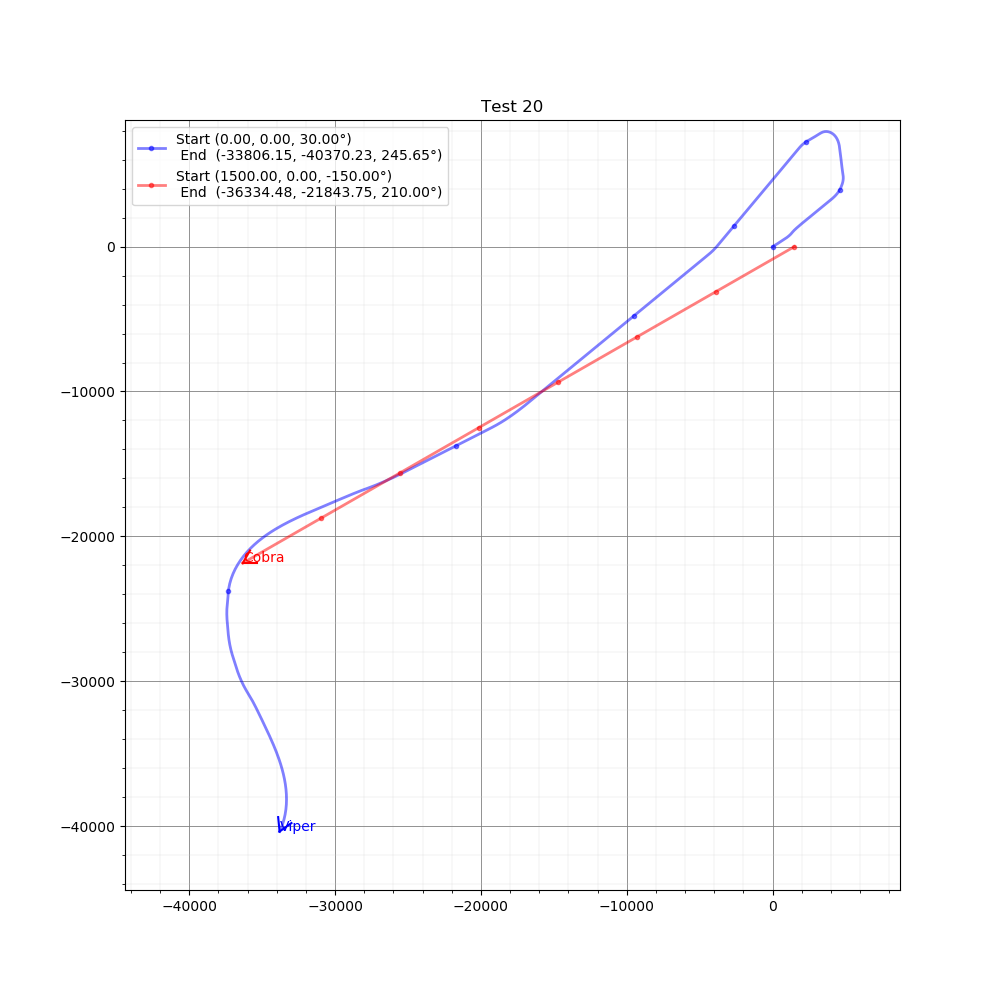 Test 20
Start (0.00, 0.00, 30.00°)
End  (-33806.15, -40370.23, 245.65°)
Start (1500.00, 0.00, -150.00°)
End  (-36334.48, -21843.75, 210.00°)
0
−10000
−20000
Cobra
−30000
−40000
Viper
−40000 −30000 −20000 −10000 0